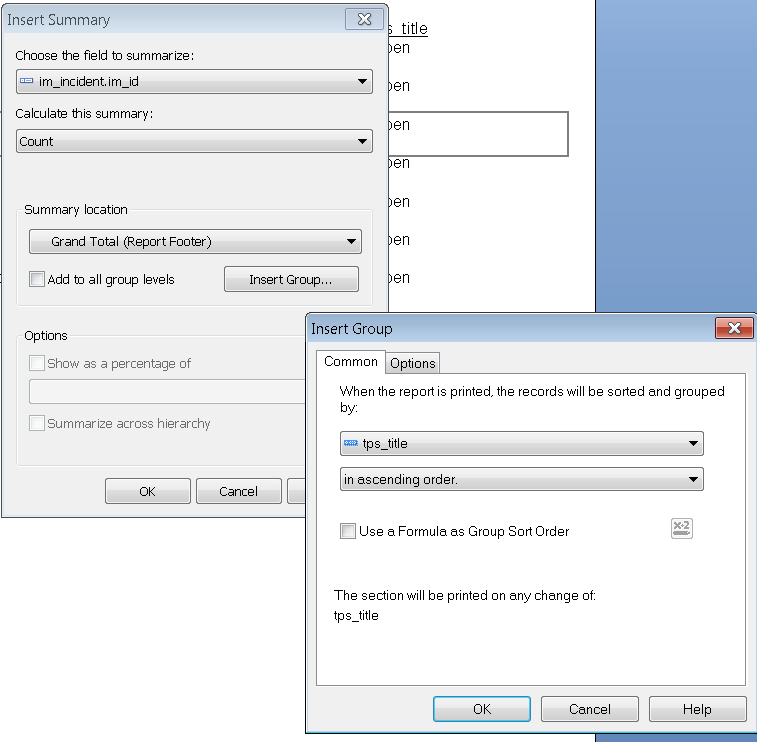 Insert Summary
s_title
Choose the field to summarize:
pen
im_incident.im_id
pen
Calculate this summary:
pen
Count
pen
Summary location
pen
Grand Total (Report Footer)
pen
Add to all group levels
Insert Group...
pen
Options
Show as a percentage of
Summarize across hierarchy
OK
Cancel
Insert Group
Common
Options
When the report is printed, the records will be sorted and grouped
by:
tps_title
in ascending order.
Use a Formula as Group Sort Order
x-2
The section will be printed on any change of:
tps_title
OK
Cancel
Help